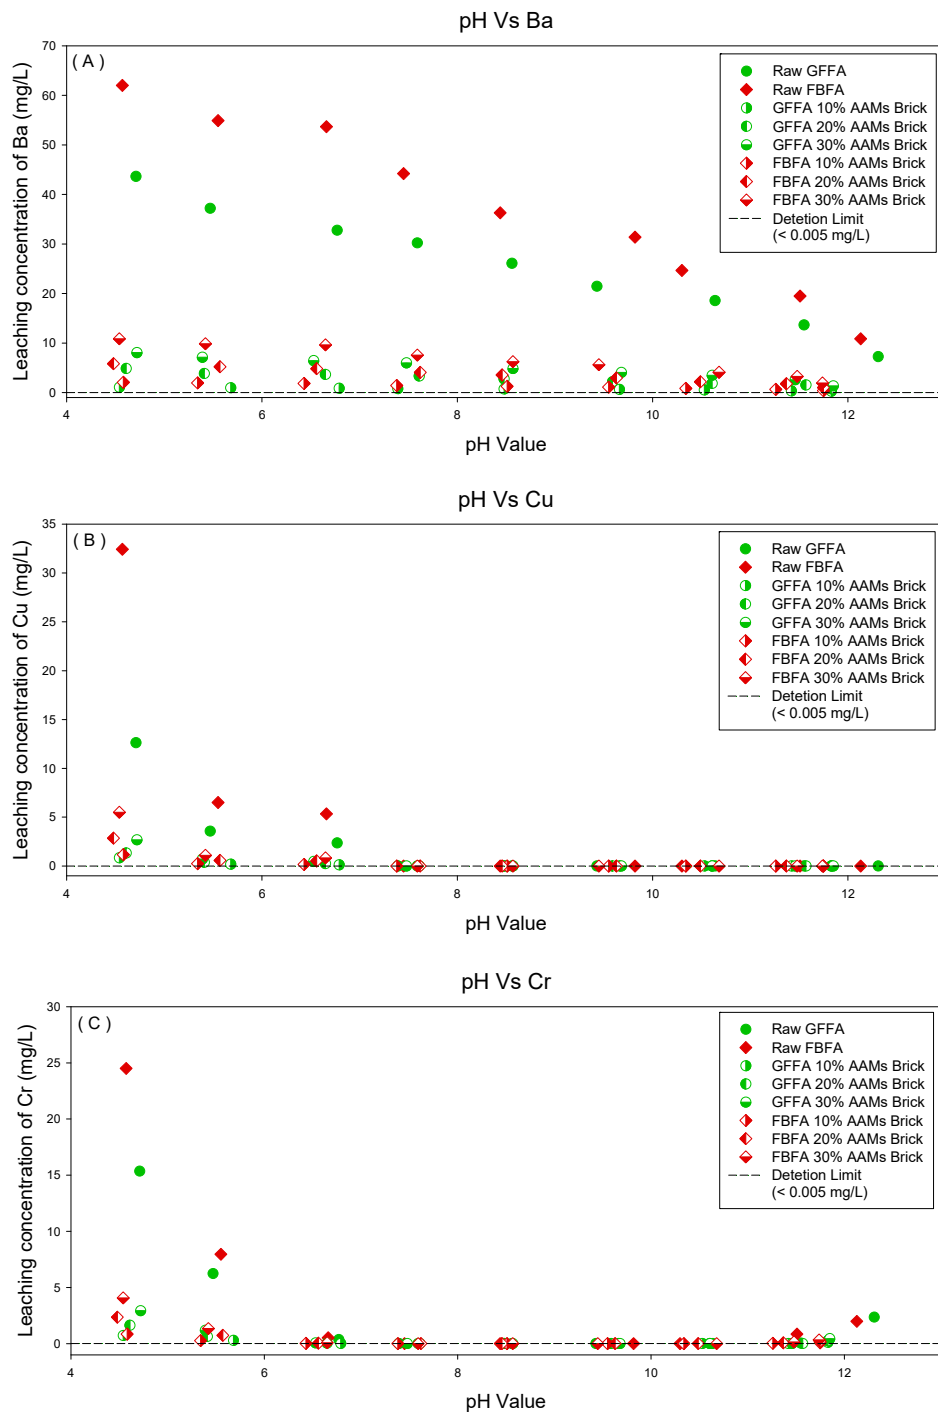 pH Vs Ba
( A )
Leaching concentration of Ba (mg/L)
70
60
50
40
30
20
10
0
Raw GFFA
Raw FBFA
GFFA 10% AAMs Brick
GFFA 20% AAMs Brick
GFFA 30% AAMs Brick
FBFA 10% AAMs Brick
FBFA 20% AAMs Brick
FBFA 30% AAMs Brick
Detetion Limit
(< 0.005 mg/L)
4 6 8 10 12
pH Value
pH Vs Cu
( B )
Leaching concentration of Cu (mg/L)
35
30
25
20
15
10
5
0
Raw GFFA
Raw FBFA
GFFA 10% AAMs Brick
GFFA 20% AAMs Brick
GFFA 30% AAMs Brick
FBFA 10% AAMs Brick
FBFA 20% AAMs Brick
FBFA 30% AAMs Brick
Detetion Limit
(< 0.005 mg/L)
4 6 8 10 12
pH Value
pH Vs Cr
( C )
Leaching concentration of Cr (mg/L)
30
25
20
15
10
5
0
Raw GFFA
Raw FBFA
GFFA 10% AAMs Brick
GFFA 20% AAMs Brick
GFFA 30% AAMs Brick
FBFA 10% AAMs Brick
FBFA 20% AAMs Brick
FBFA 30% AAMs Brick
Detetion Limit
(< 0.005 mg/L)
4 6 8 10 12
pH Value